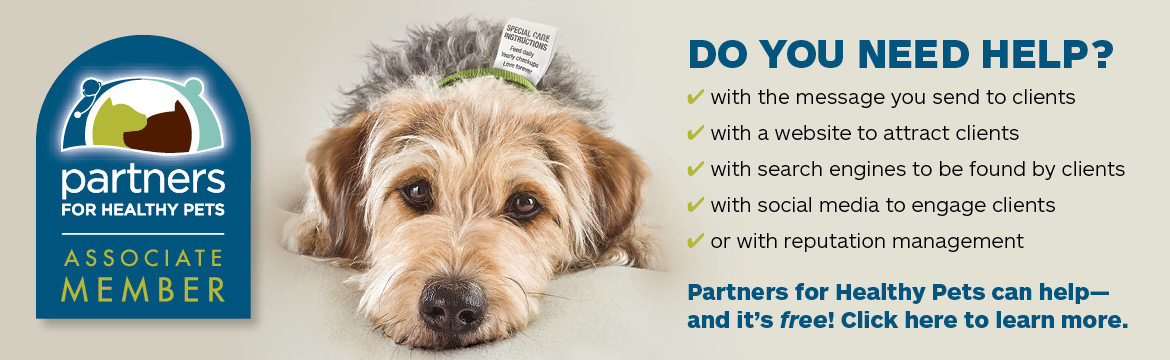 partners
FOR HEALTHY PETS
ASSOCIATE
MEMBER
SPECIAL CARE
INSTRUCTIONS
Feed daily
Yearly checkups
Love forever
DO YOU NEED HELP?
✓ with the message you send to clients
✓ with a website to attract clients
✓ with search engines to be found by clients
✓ with social media to engage clients
✓ or with reputation management
Partners for Healthy Pets can help—
and it's free! Click here to learn more.